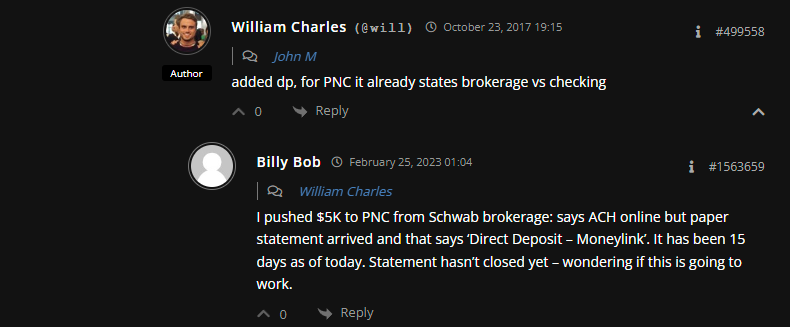 William Charles (@will) October 23, 2017 19:15 #499558
John M
Author
added dp, for PNC it already states brokerage vs checking
0 Reply
Billy Bob February 25, 2023 01:04 #1563659
William Charles
I pushed $5K to PNC from Schwab brokerage: says ACH online but paper
statement arrived and that says ‘Direct Deposit – Moneylink’. It has been 15
days as of today. Statement hasn’t closed yet – wondering if this is going to
work.
0 Reply